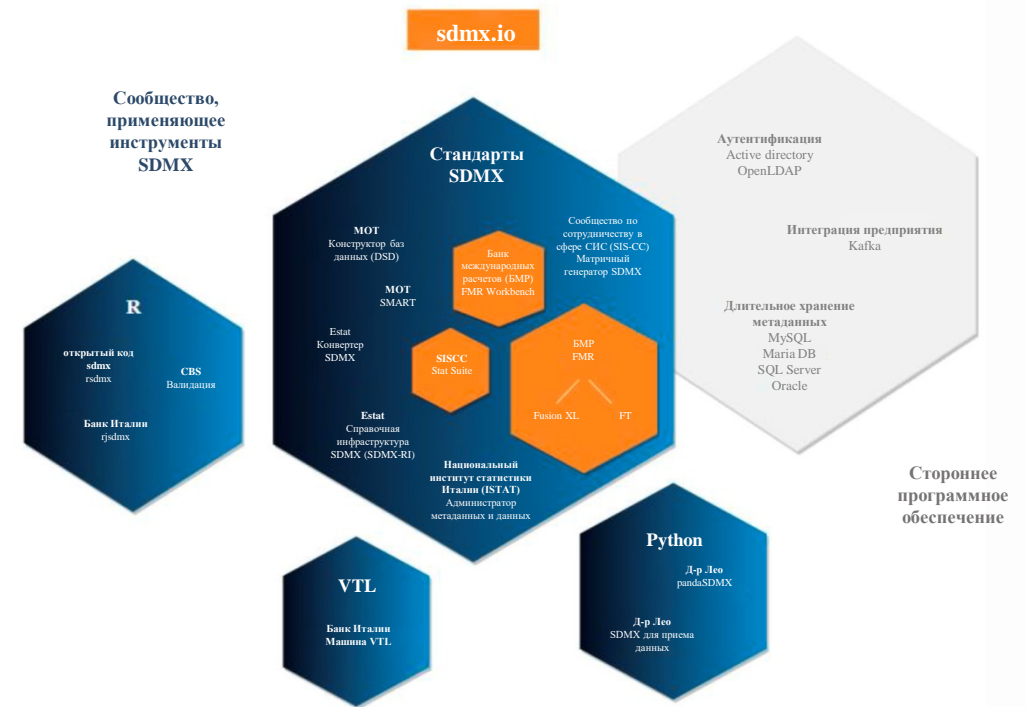 sdmx.io
Сообщество,
применяющее
инструменты
SDMX
Стандарты
SDMX
МОТ
Конструктор баз
данных (DSD)
МОТ
SMART
Estat
Конвертер
SDMX
Estat
Справочная
инфраструктура
SDMX (SDMX-RI)
Национальный
институт статистики
Италии (ISTAT)
Администратор
метаданных и данных
Банк
международных
расчетов (БМР)
FMR Workbench
Сообщество по
сотрудничеству в
сфере СИС (SIS-CC)
Матричный
генератор SDMX
SISCC
Stat Suite
БМР
FMR
Fusion XL
FT
Аутентификация
Active directory
OpenLDAP
Интеграция предприятия
Kafka
Длительное хранение
метаданных
MySQL
Maria DB
SQL Server
Oracle
Стороннее
программное
обеспечение
R
открытый код
sdmx
rsdmx
CBS
Валидация
Банк Италии
rjsdmx
VTL
Банк Италии
Машина VTL
Python
Д-р Лео
pandaSDMX
Д-р Лео
SDMX для приема
данных